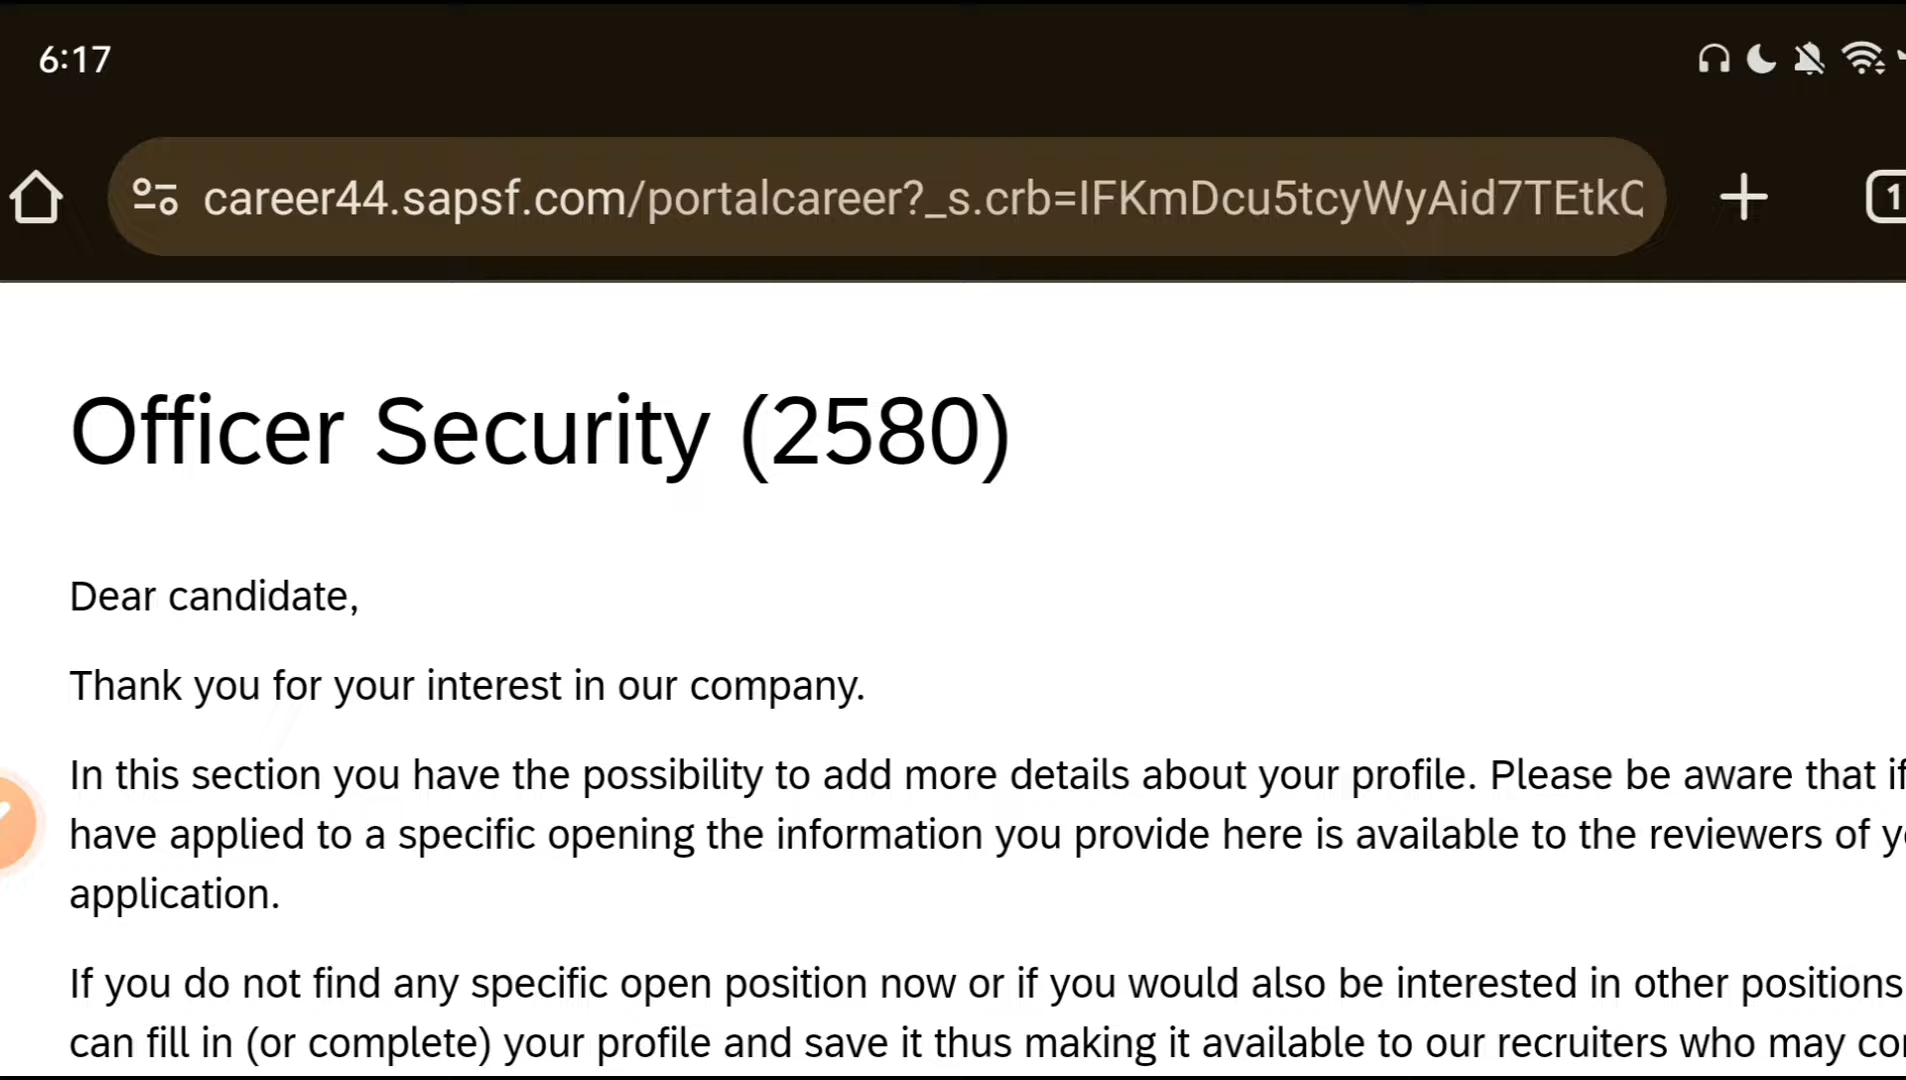 6:17
career44.sapsf.com/portalcareer?_s.crb=IFKmDcu5tcyWyAid7TEtkC
1
Officer Security (2580)
Dear candidate,
Thank you for your interest in our company.
In this section you have the possibility to add more details about your profile. Please be aware that if
have applied to a specific opening the information you provide here is available to the reviewers of
application.
If you do not find any specific open position now or if you would also be interested in other positions
can fill in (or complete) your profile and save it thus making it available to our recruiters who may